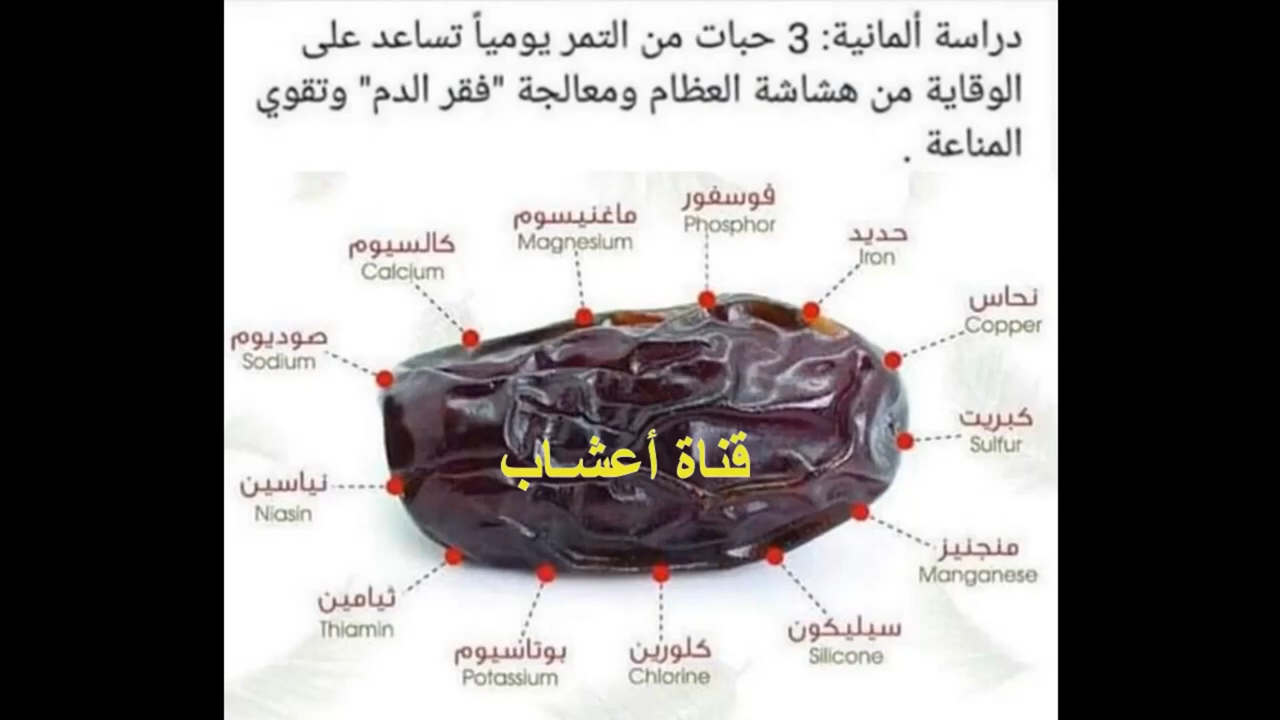 دراسة ألمانية: 3 حبات من التمر يومياً تساعد على
الوقاية من هشاشة العظام ومعالجة "فقر الدم" وتقوي
المناعة .
فوسفور
Phosphor
ماغنيسوم
Magnesium
حديد
Iron
كالسيوم
Calcium
نحاس
Copper
صوديوم
Sodium
كبريت
Sulfur
قناة أعشاب
نياسين
Niasin
منجنيز
Manganese
ثيامين
Thiamin
سيليكون
Silicone
بوتاسيوم
Potassium
كلورين
Chlorine